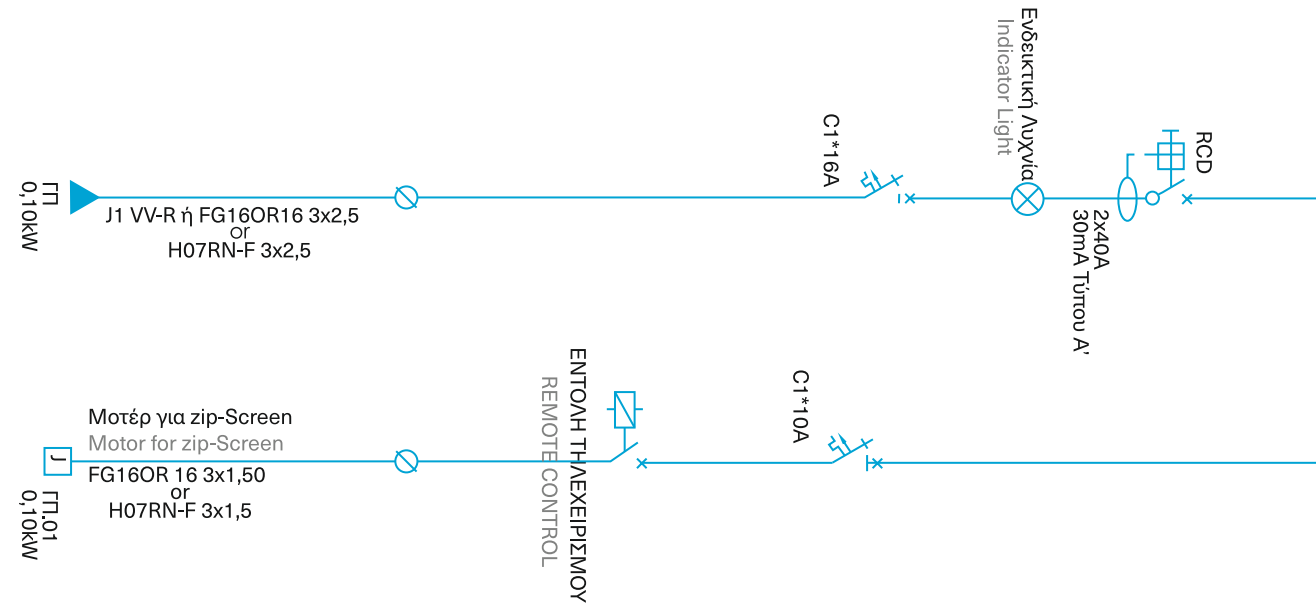 ΓΠ
0,10kW
J1 VV-R ή FG16OR16 3x2,5
or
H07RN-F 3x2,5
C1*16A
Ενδεικτική Λυχνία
Indicator Light
RCD
2x40A
30mA Τύπου Α'
Μοτέρ για zip-Screen
Motor for zip-Screen
J
FG16OR 16 3x1,50
or
H07RN-F 3x1,5
ΓΠ.01
0,10kW
ΕΝΤΟΛΗ ΤΗΛΕΧΕΙΡΙΣΜΟΥ
REMOTE CONTROL
C1*10A